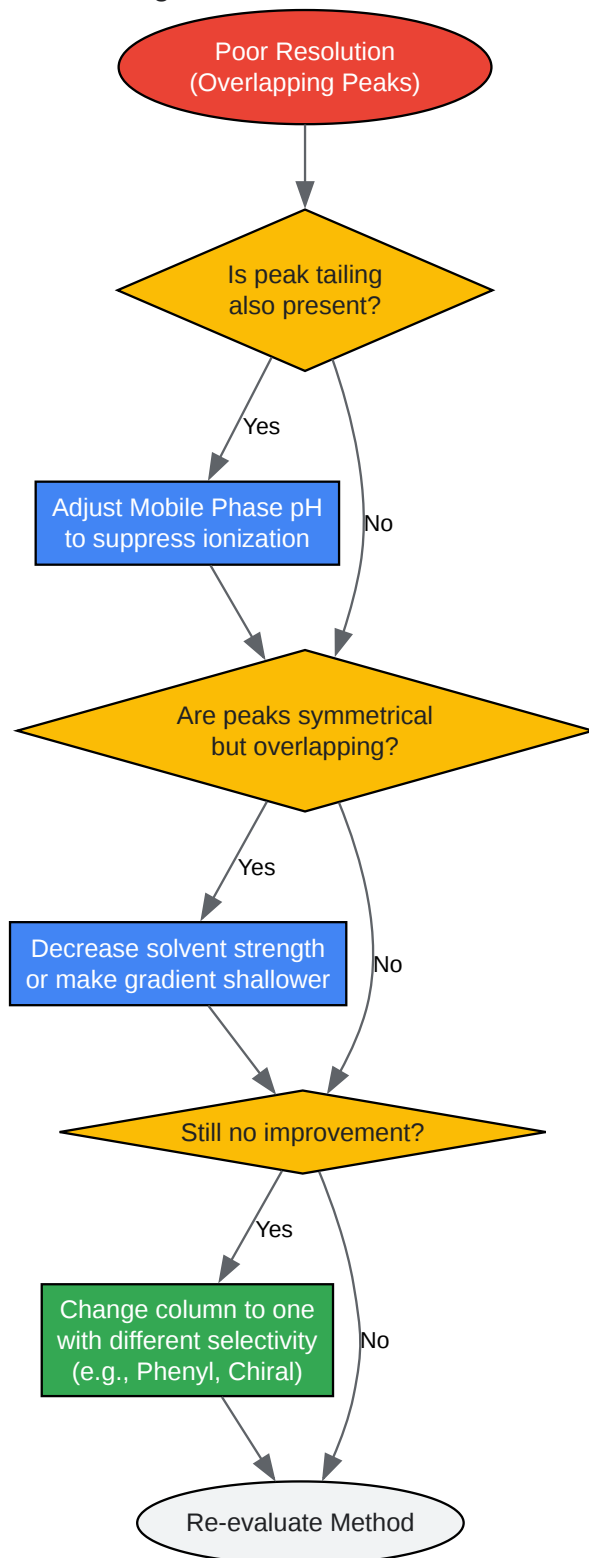 Poor Resolution
(Overlapping Peaks)
Is peak tailing
also present?
Yes
Adjust Mobile Phase pH
to suppress ionization
No
Are peaks symmetrical
but overlapping?
Yes
Decrease solvent strength
or make gradient shallower
No
Still no improvement?
Yes
Change column to one
with different selectivity
(e.g., Phenyl, Chiral)
No
Re-evaluate Method